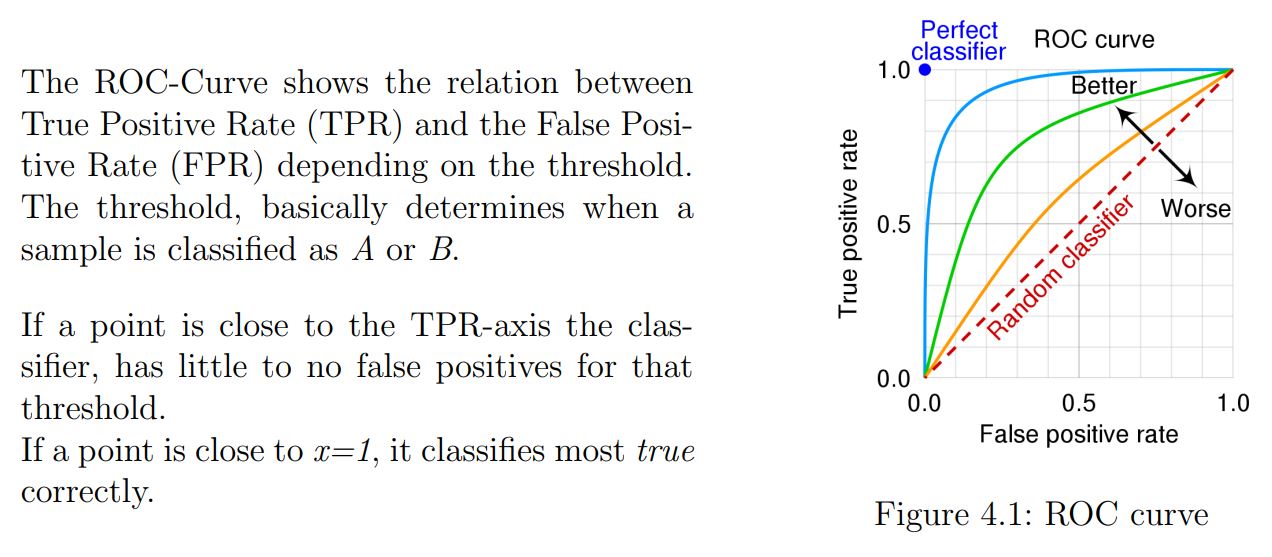 The ROC-Curve shows the relation between
True Positive Rate (TPR) and the False Posi-
tive Rate (FPR) depending on the threshold.
The threshold, basically determines when a
sample is classified as A or B.
If a point is close to the TPR-axis the clas-
sifier, has little to no false positives for that
threshold.
If a point is close to x=1, it classifies most true
correctly.
Perfect
classifier
ROC curve
1.0
Better
True positive rate
0.5
Worse
Random classifier
0.0
0.0 0.5 1.0
False positive rate
Figure 4.1: ROC curve